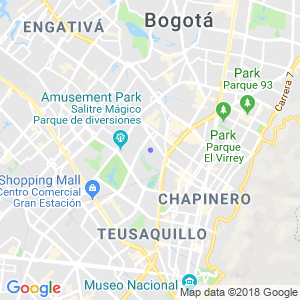 Bogotá
ENGATIVÁ
Park
Parque 93
Carrera 7
Amusement Park
Salitre Mágico
Parque de diversiones
Park
Parque
El Virrey
Shopping Mall
Centro Comercial
Gran Estación
CHAPINERO
TEUSAQUILLO
Museo Nacional
Google
Map data ©2018 Google